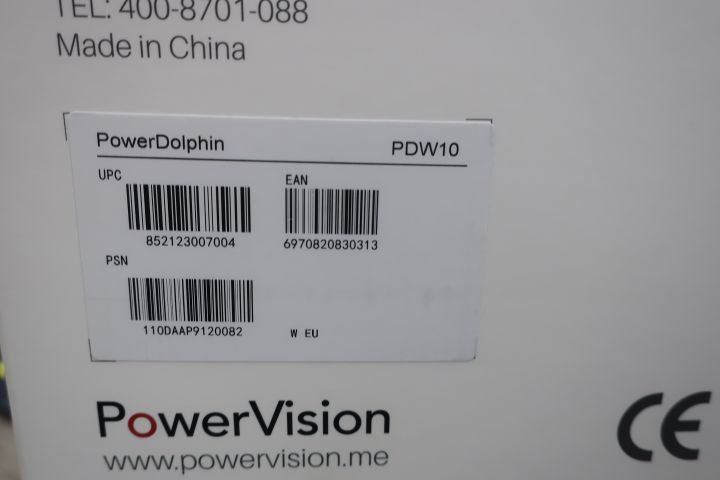 TEL: 400-8701-088
Made in China
PowerDolphin PDW10
UPC EAN
852123007004 6970820830313
PSN
110DAAP9120082 W EU
PowerVision
www.powervision.me
CE